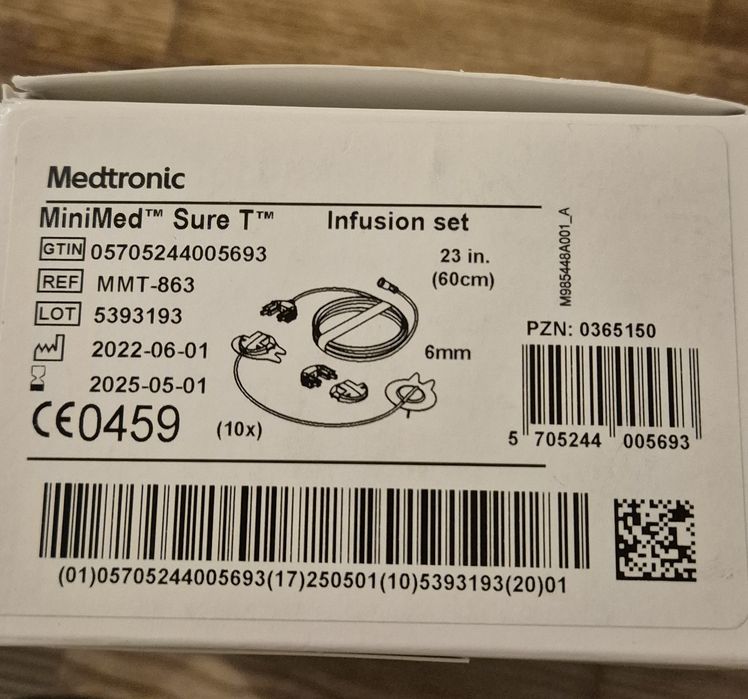 Medtronic
MiniMed™ Sure T™ Infusion set
GTIN 05705244005693
23 in.
(60cm)
REF MMT-863
LOT 5393193
6mm
2022-06-01
2025-05-01
CE0459
(10x)
M985448A001_A
PZN: 0365150
5 705244 005693
(01)05705244005693(17)250501(10)5393193(20)01